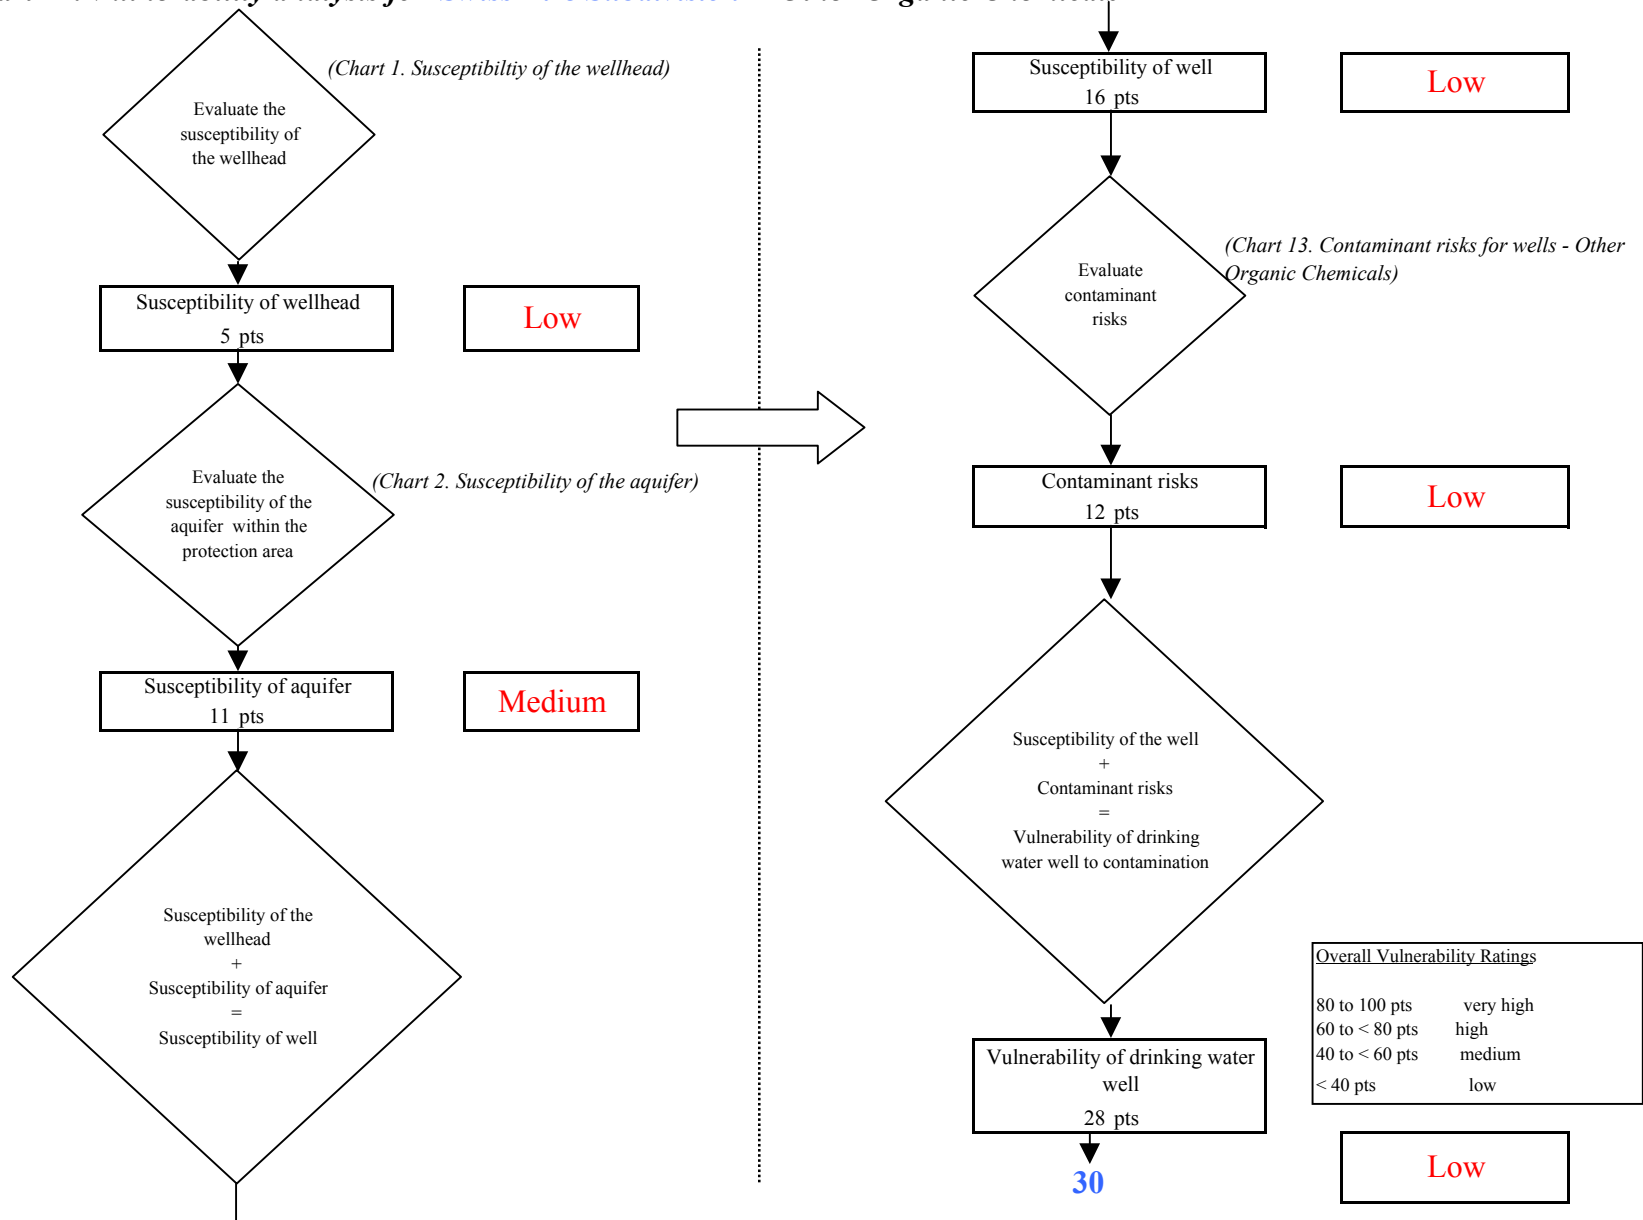 (Chart 1. Susceptibiltiy of the wellhead)
Evaluate the
susceptibility of
the wellhead
Susceptibility of wellhead
5 pts
Low
Evaluate the
susceptibility of the
aquifer within the
protection area
(Chart 2. Susceptibility of the aquifer)
Susceptibility of aquifer
11 pts
Medium
Susceptibility of the
wellhead
+
Susceptibility of aquifer
=
Susceptibility of well
Susceptibility of well
16 pts
Low
Evaluate
contaminant
risks
(Chart 13. Contaminant risks for wells - Other
Organic Chemicals)
Contaminant risks
12 pts
Low
Susceptibility of the well
+
Contaminant risks
=
Vulnerability of drinking
water well to contamination
Vulnerability of drinking water
well
28 pts
30
Overall Vulnerability Ratings
80 to 100 pts very high
60 to < 80 pts high
40 to < 60 pts medium
< 40 pts low
Low